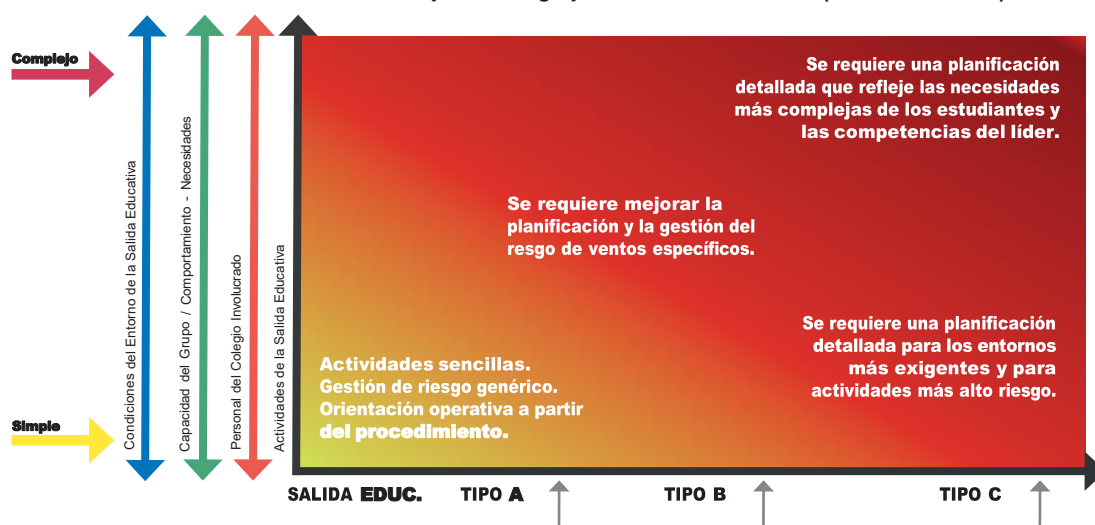 Complejo
Simple
Condiciones del Entorno de la Salida Educativa
Capacidad del Grupo / Comportamiento - Necesidades
Personal del Colegio Involucrado
Actividades de la Salida Educativa
Se requiere una planificación
detallada que refleje las necesidades
más complejas de los estudiantes y
las competencias del líder.
Se requiere mejorar la
planificación y la gestión del
resgo de ventos específicos.
Se requiere una planificación
detallada para los entornos
más exigentes y para
actividades más alto riesgo.
Actividades sencillas.
Gestión de riesgo genérico.
Orientación operativa a partir
del procedimiento.
SALIDA EDUC. TIPO A TIPO B TIPO C